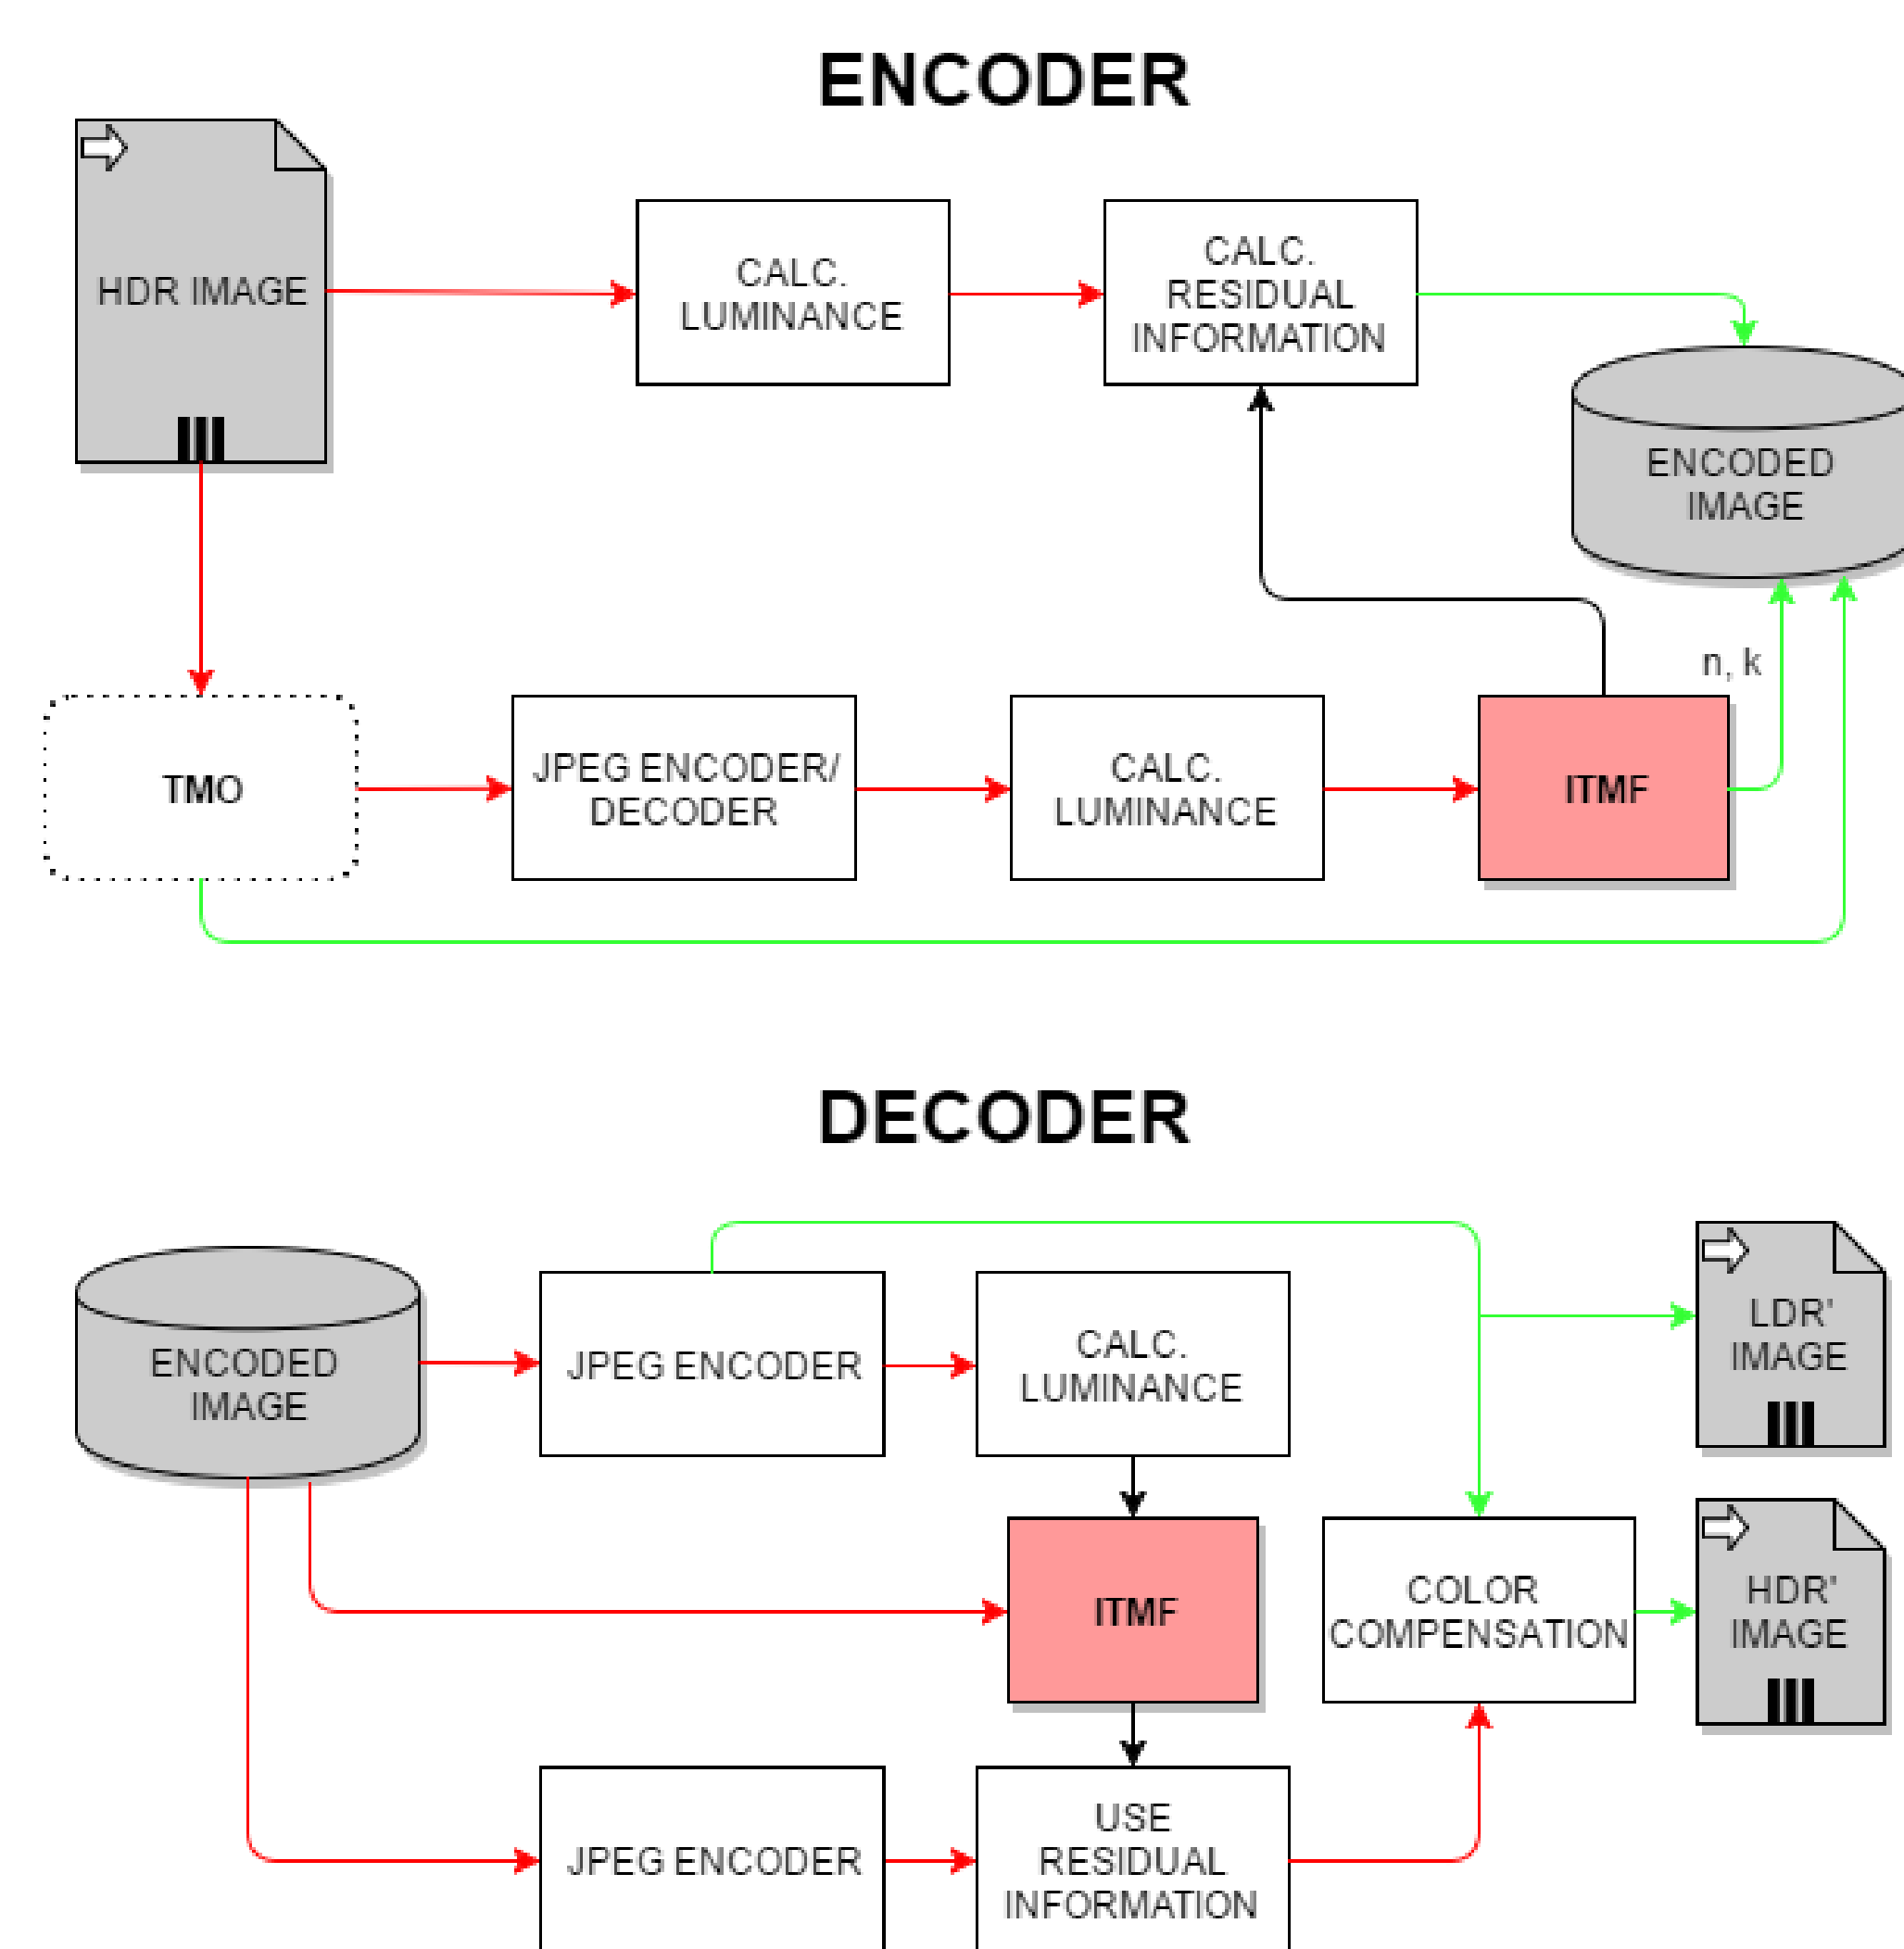 ENCODER
HDR IMAGE
CALC.
LUMINANCE
CALC.
RESIDUAL
INFORMATION
ENCODED
IMAGE
n, k
TMO
JPEG ENCODER/
DECODER
CALC.
LUMINANCE
ITMF
DECODER
ENCODED
IMAGE
JPEG ENCODER
CALC.
LUMINANCE
LDR'
IMAGE
ITMF
COLOR
COMPENSATION
HDR'
IMAGE
JPEG ENCODER
USE
RESIDUAL
INFORMATION